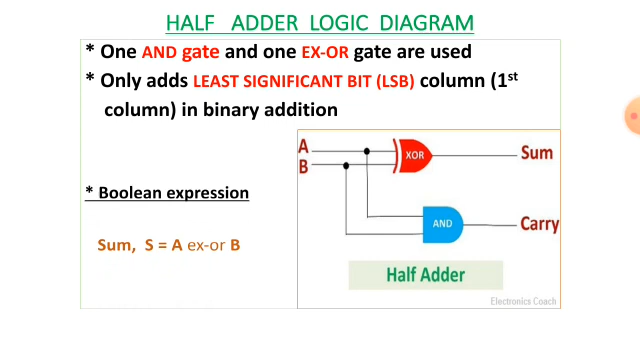 HALF ADDER LOGIC DIAGRAM
* One AND gate and one EX-OR gate are used
* Only adds LEAST SIGNIFICANT BIT (LSB) column (1st
column) in binary addition
A
B
XOR
Sum
* Boolean expression
AND
Carry
Sum, S = A ex-or B
Half Adder
Electronics Coach